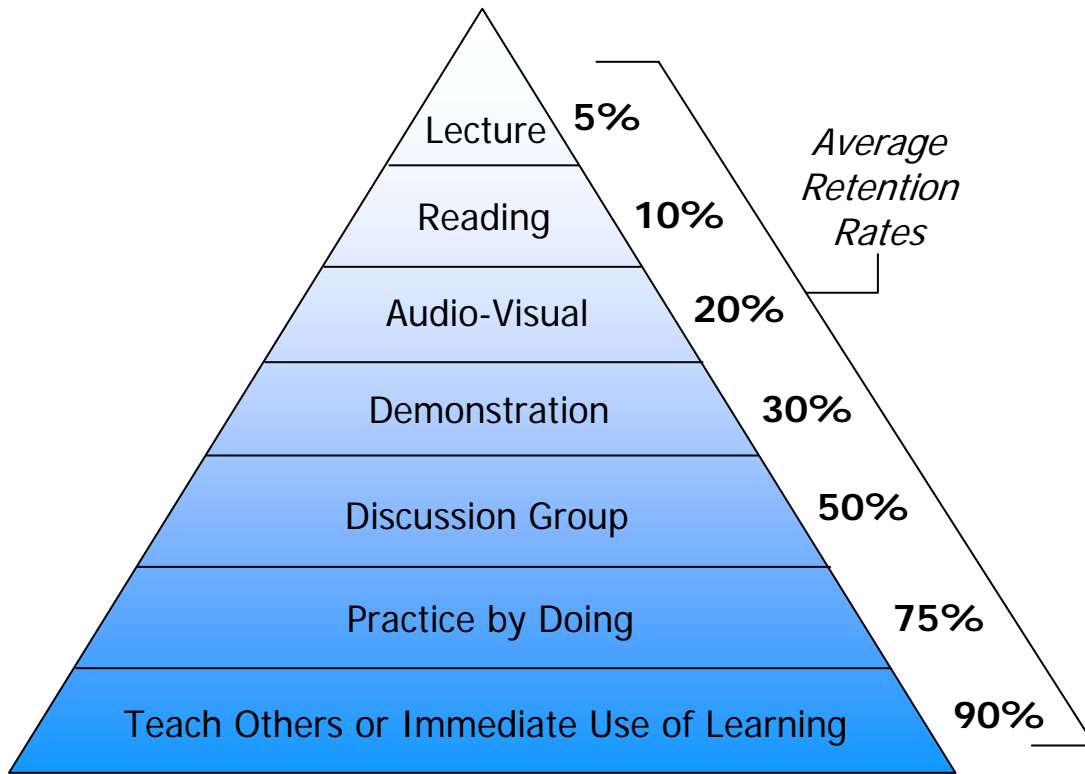 Lecture 5%
Average
Retention
Rates
Reading 10%
Audio-Visual 20%
Demonstration 30%
Discussion Group 50%
Practice by Doing 75%
Teach Others or Immediate Use of Learning 90%